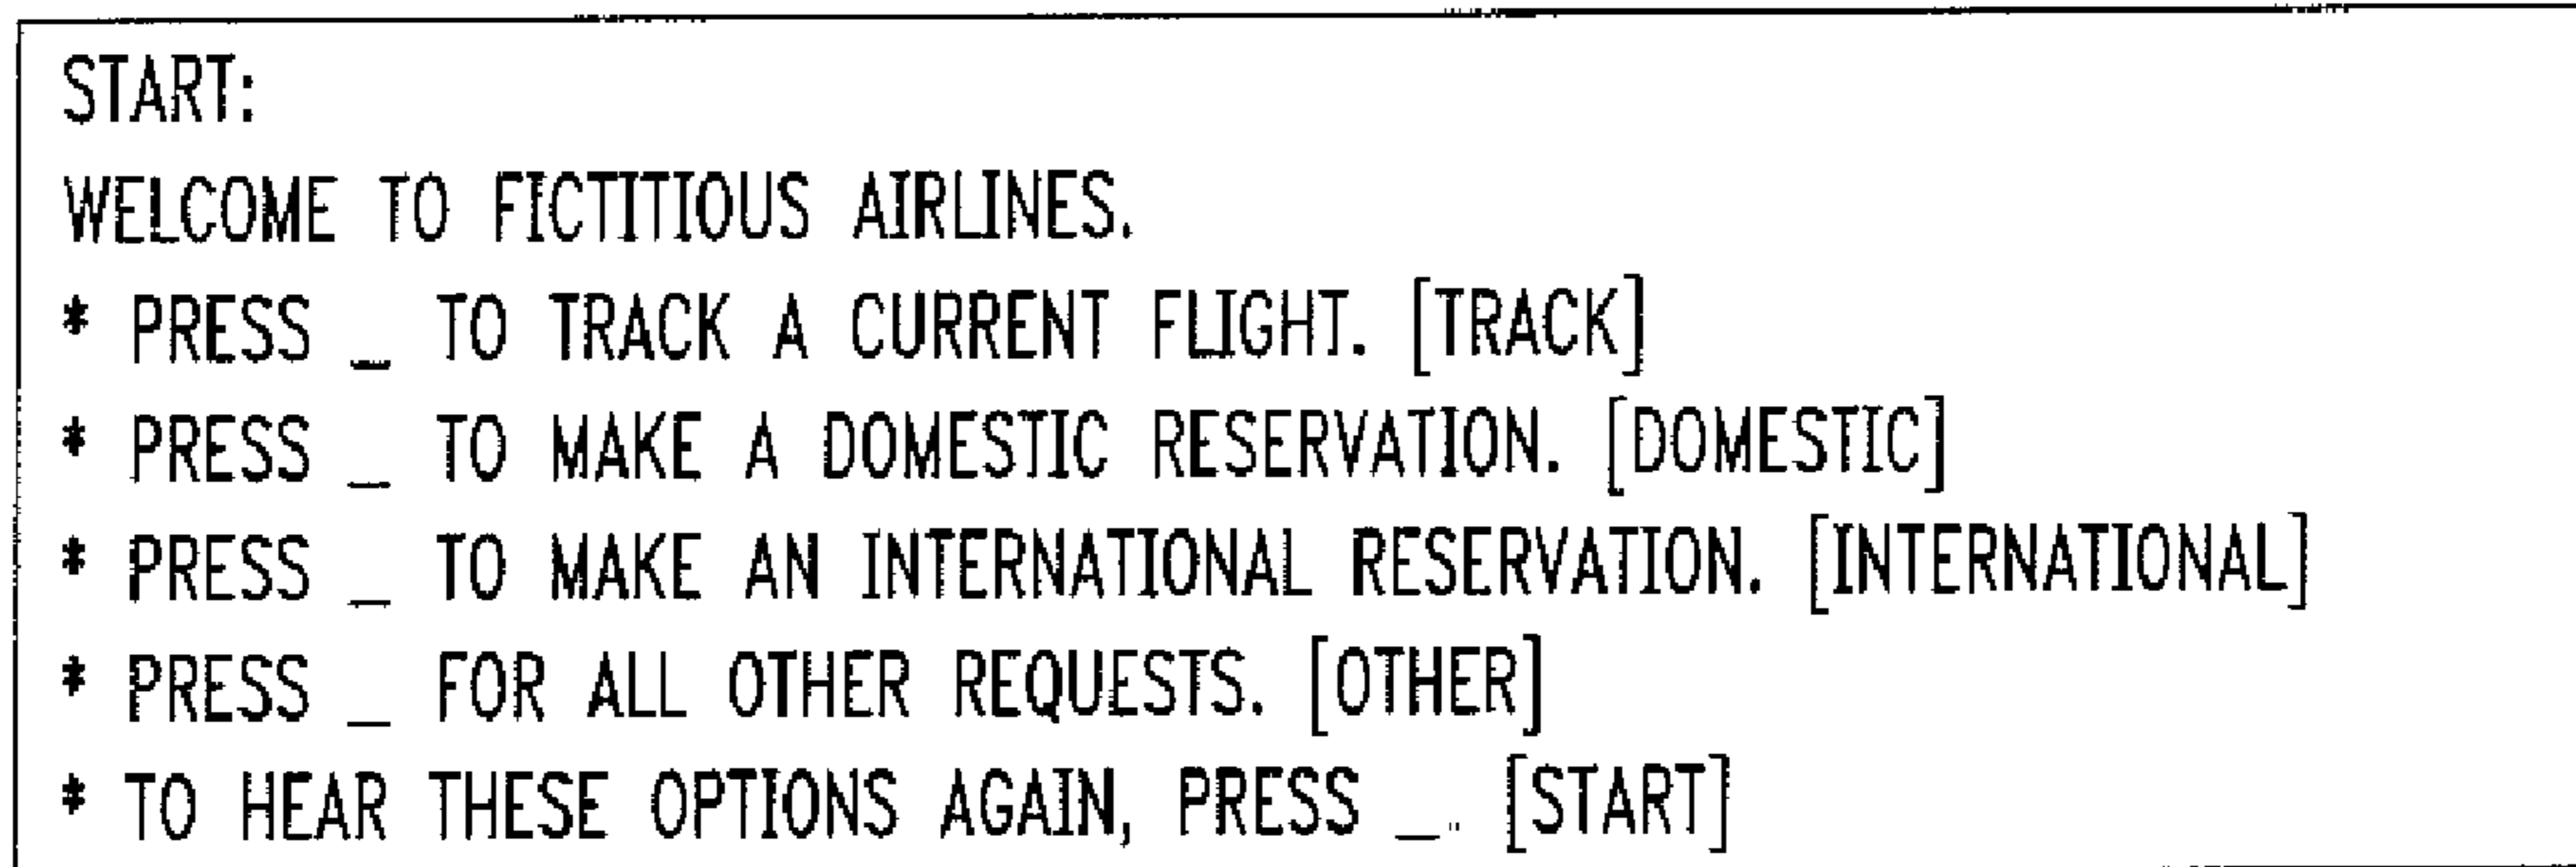 START:
WELCOME TO FICTITIOUS AIRLINES.
* PRESS _ TO TRACK A CURRENT FLIGHT. [TRACK]
* PRESS _ TO MAKE A DOMESTIC RESERVATION. [DOMESTIC]
* PRESS _ TO MAKE AN INTERNATIONAL RESERVATION. [INTERNATIONAL]
* PRESS _ FOR ALL OTHER REQUESTS. [OTHER]
* TO HEAR THESE OPTIONS AGAIN, PRESS _. [START]